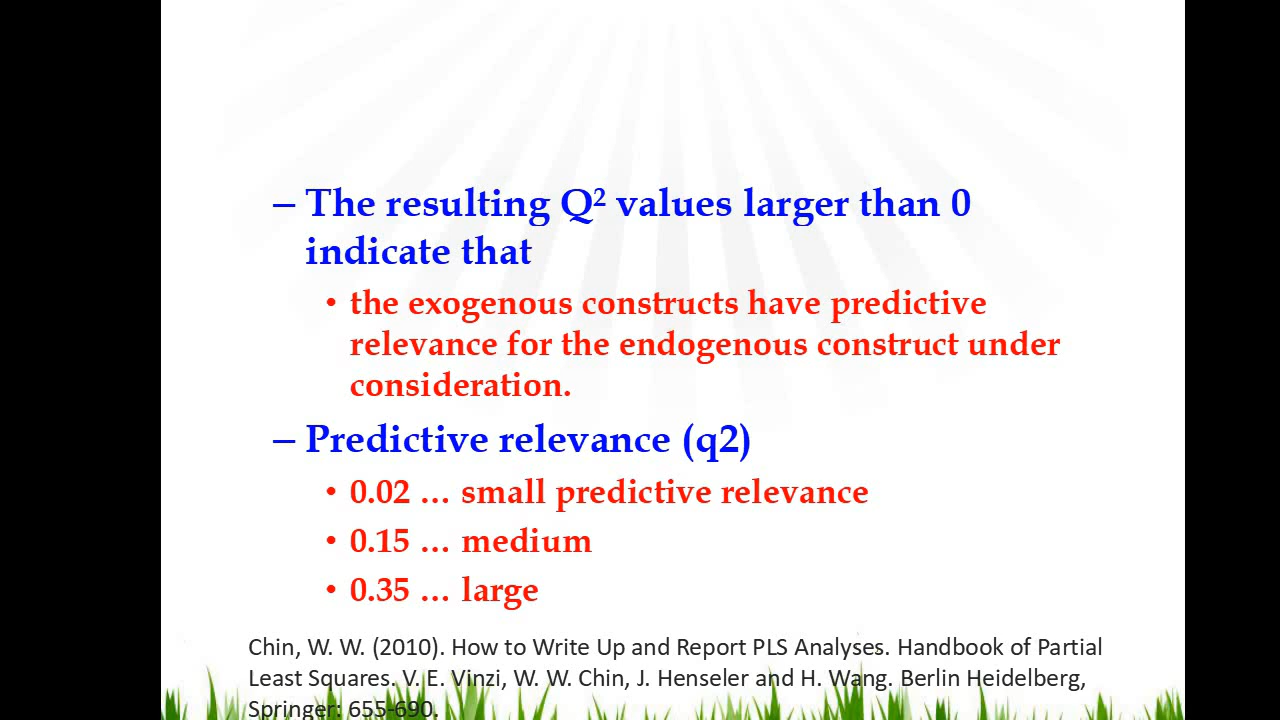 – The resulting Q² values larger than 0
indicate that
• the exogenous constructs have predictive
relevance for the endogenous construct under
consideration.
– Predictive relevance (q2)
• 0.02 … small predictive relevance
• 0.15 … medium
• 0.35 … large
Chin, W. W. (2010). How to Write Up and Report PLS Analyses. Handbook of Partial
Least Squares. V. E. Vinzi, W. W. Chin, J. Henseler and H. Wang. Berlin Heidelberg,
Springer: 655-690.